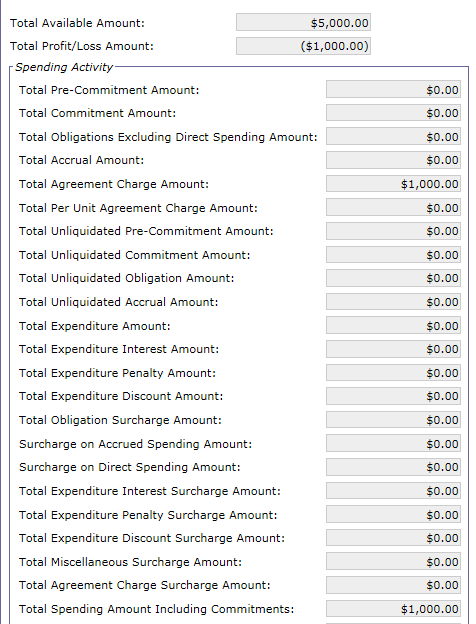 Total Available Amount: $5,000.00
Total Profit/Loss Amount: ($1,000.00)
Spending Activity
Total Pre-Commitment Amount: $0.00
Total Commitment Amount: $0.00
Total Obligations Excluding Direct Spending Amount: $0.00
Total Accrual Amount: $0.00
Total Agreement Charge Amount: $1,000.00
Total Per Unit Agreement Charge Amount: $0.00
Total Unliquidated Pre-Commitment Amount: $0.00
Total Unliquidated Commitment Amount: $0.00
Total Unliquidated Obligation Amount: $0.00
Total Unliquidated Accrual Amount: $0.00
Total Expenditure Amount: $0.00
Total Expenditure Interest Amount: $0.00
Total Expenditure Penalty Amount: $0.00
Total Expenditure Discount Amount: $0.00
Total Obligation Surcharge Amount: $0.00
Surcharge on Accrued Spending Amount: $0.00
Surcharge on Direct Spending Amount: $0.00
Total Expenditure Interest Surcharge Amount: $0.00
Total Expenditure Penalty Surcharge Amount: $0.00
Total Expenditure Discount Surcharge Amount: $0.00
Total Miscellaneous Surcharge Amount: $0.00
Total Agreement Charge Surcharge Amount: $0.00
Total Spending Amount Including Commitments: $1,000.00